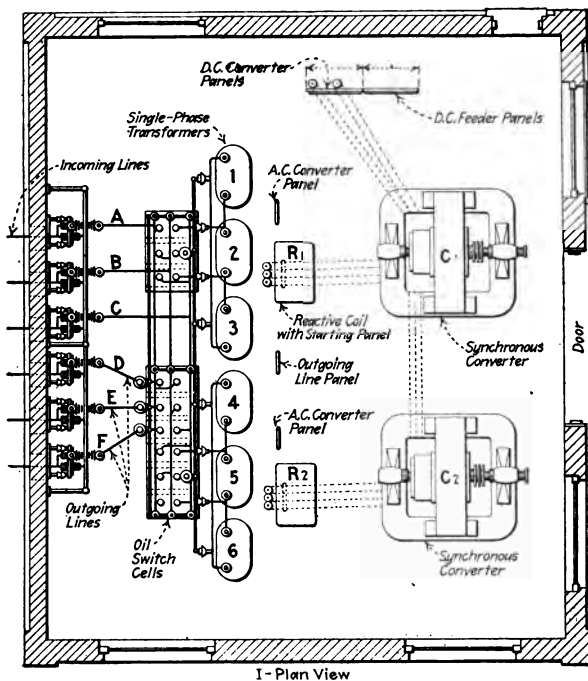 D.C. Converter
Panels
Single-Phase
Transformers
D.C. Feeder Panels
Incoming Lines
A.C. Converter
Panel
1
A
2
B
R1
C1
C
3
Reactive Coil
with Starting Panel
Synchronous
Converter
Door
D
Outgoing
Line Panel
4
E
A.C. Converter
Panel
F
5
R2
C2
Outgoing
Lines
Oil
Switch
Cells
6
Synchronous
Converter
I-Plan View